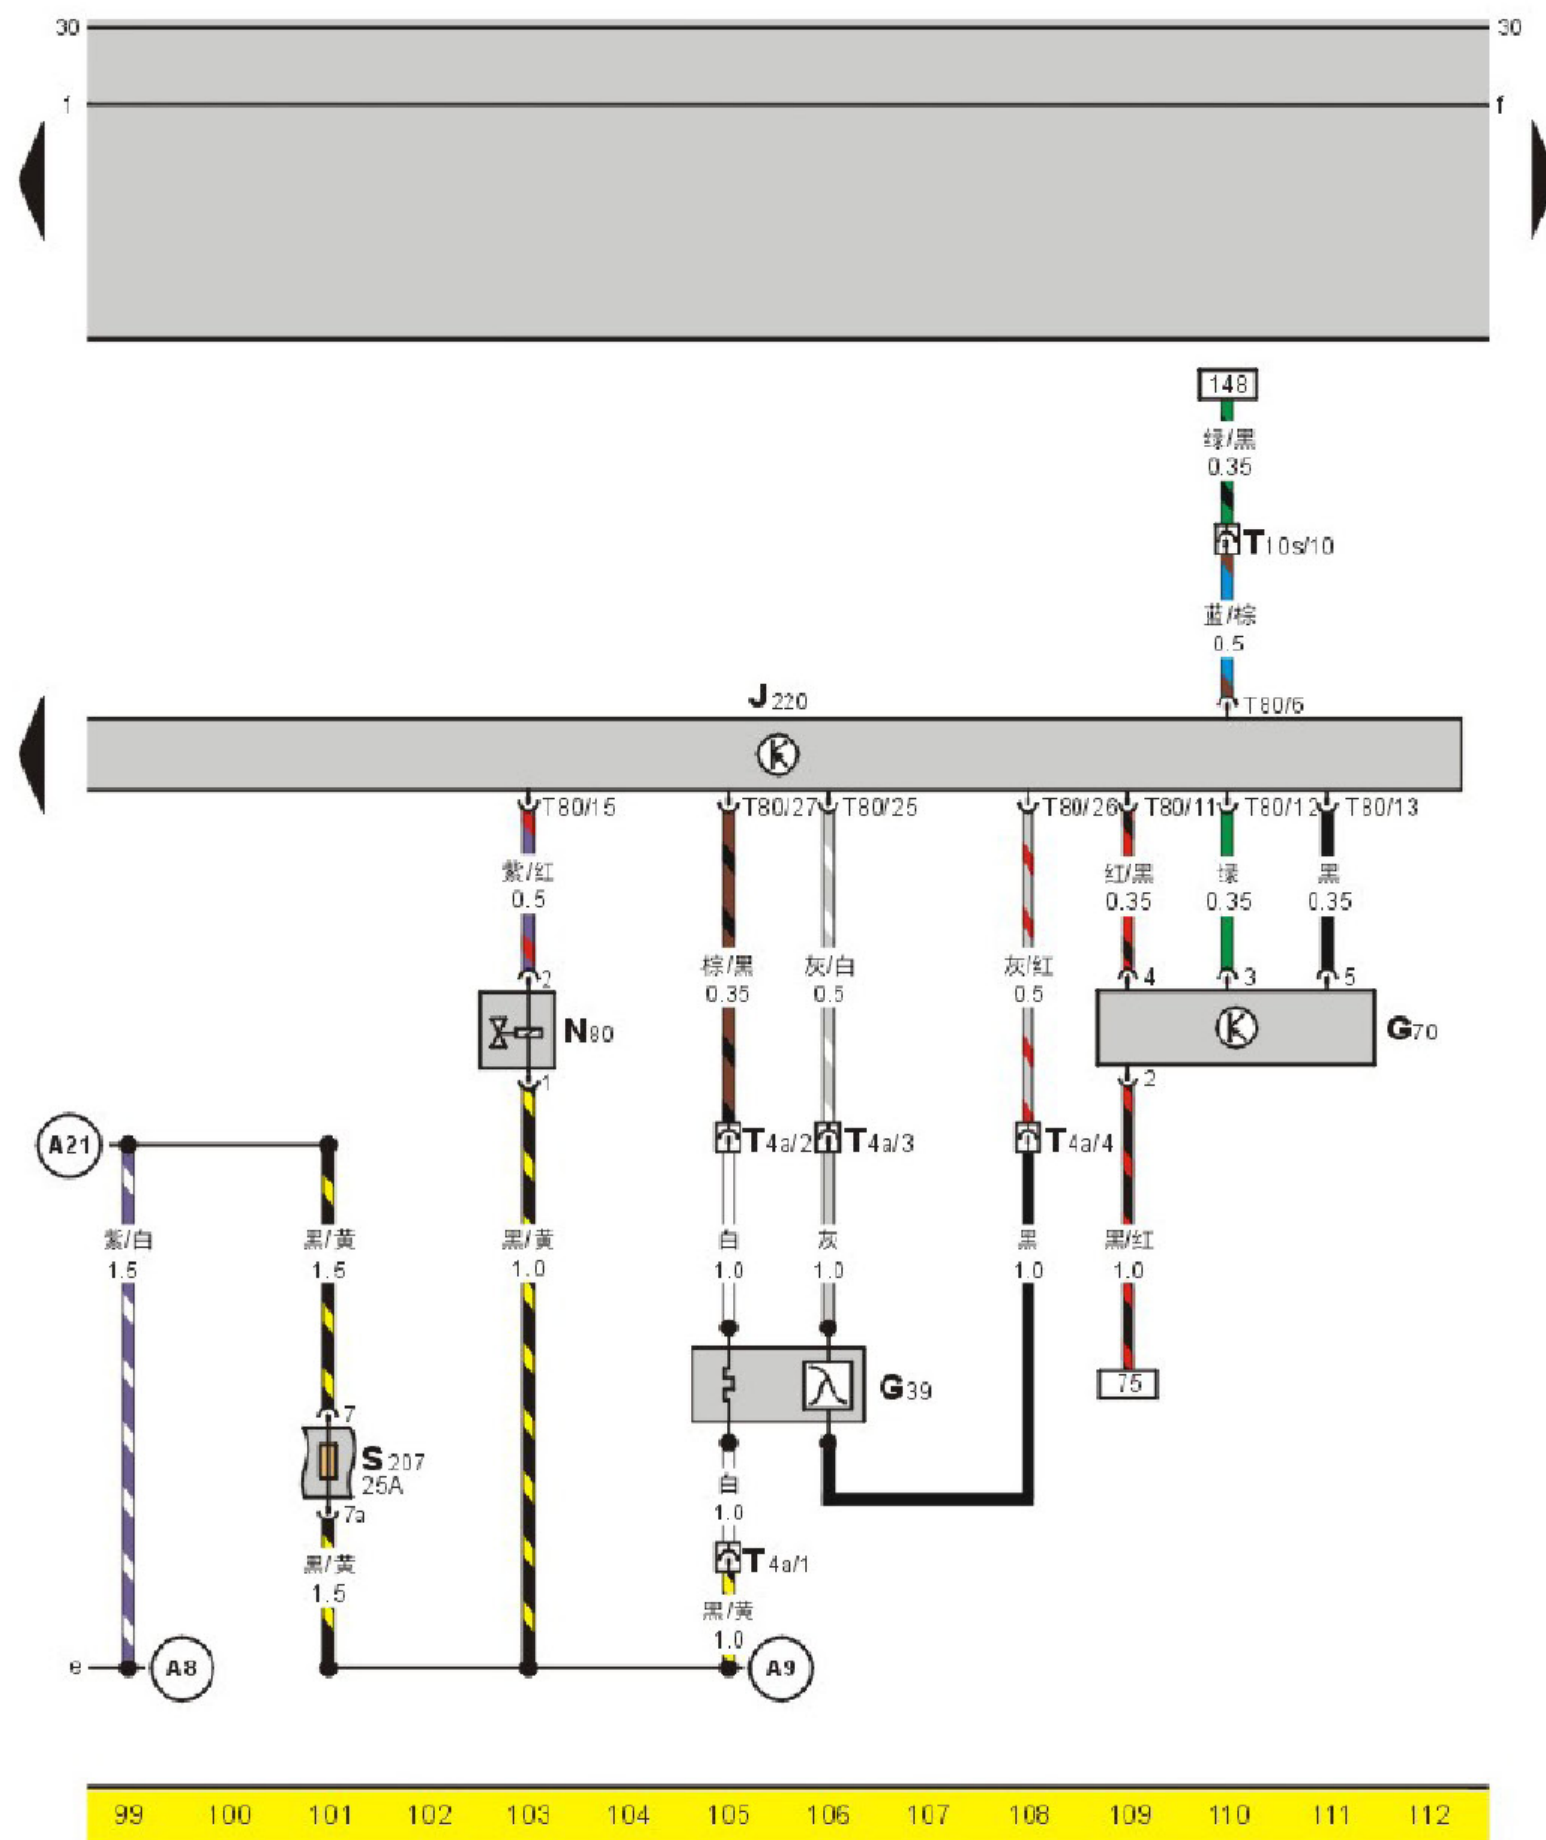 30 30
f f
148
绿/黑
0.35
T10s/10
蓝/棕
0.5
J220 T80/6
T80/15 T80/27 T80/25 T80/26 T80/11 T80/12 T80/13
紫/红 红/黑 绿 黑
0.5 0.35 0.35 0.35
棕/黑 灰/白 灰/红
0.35 0.5 0.5
2 4 3 5
N80 G70
1 2
A21 T4a/2 T4a/3 T4a/4
紫/白 黑/黄 黑/黄 白 灰 黑 黑/红
1.5 1.5 1.0 1.0 1.0 1.0 1.0
G39 75
7
S207
25A
白
7a 1.0
黑/黄 T4a/1
1.5 黑/黄
1.0
e A8 A9
99 100 101 102 103 104 105 106 107 108 109 110 111 112